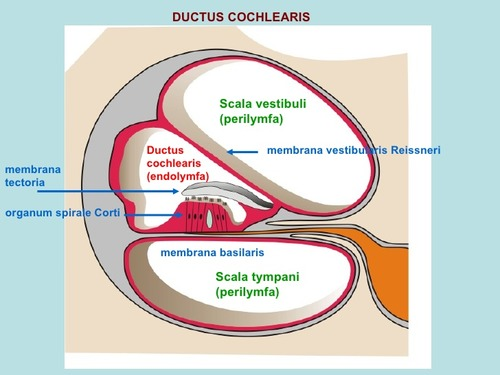 DUCTUS COCHLEARIS
Scala vestibuli
(perilymfa)
Ductus
cochlearis
(endolymfa)
membrana vestibularis Reissneri
membrana
tectoria
organum spirale Corti
membrana basilaris
Scala tympani
(perilymfa)